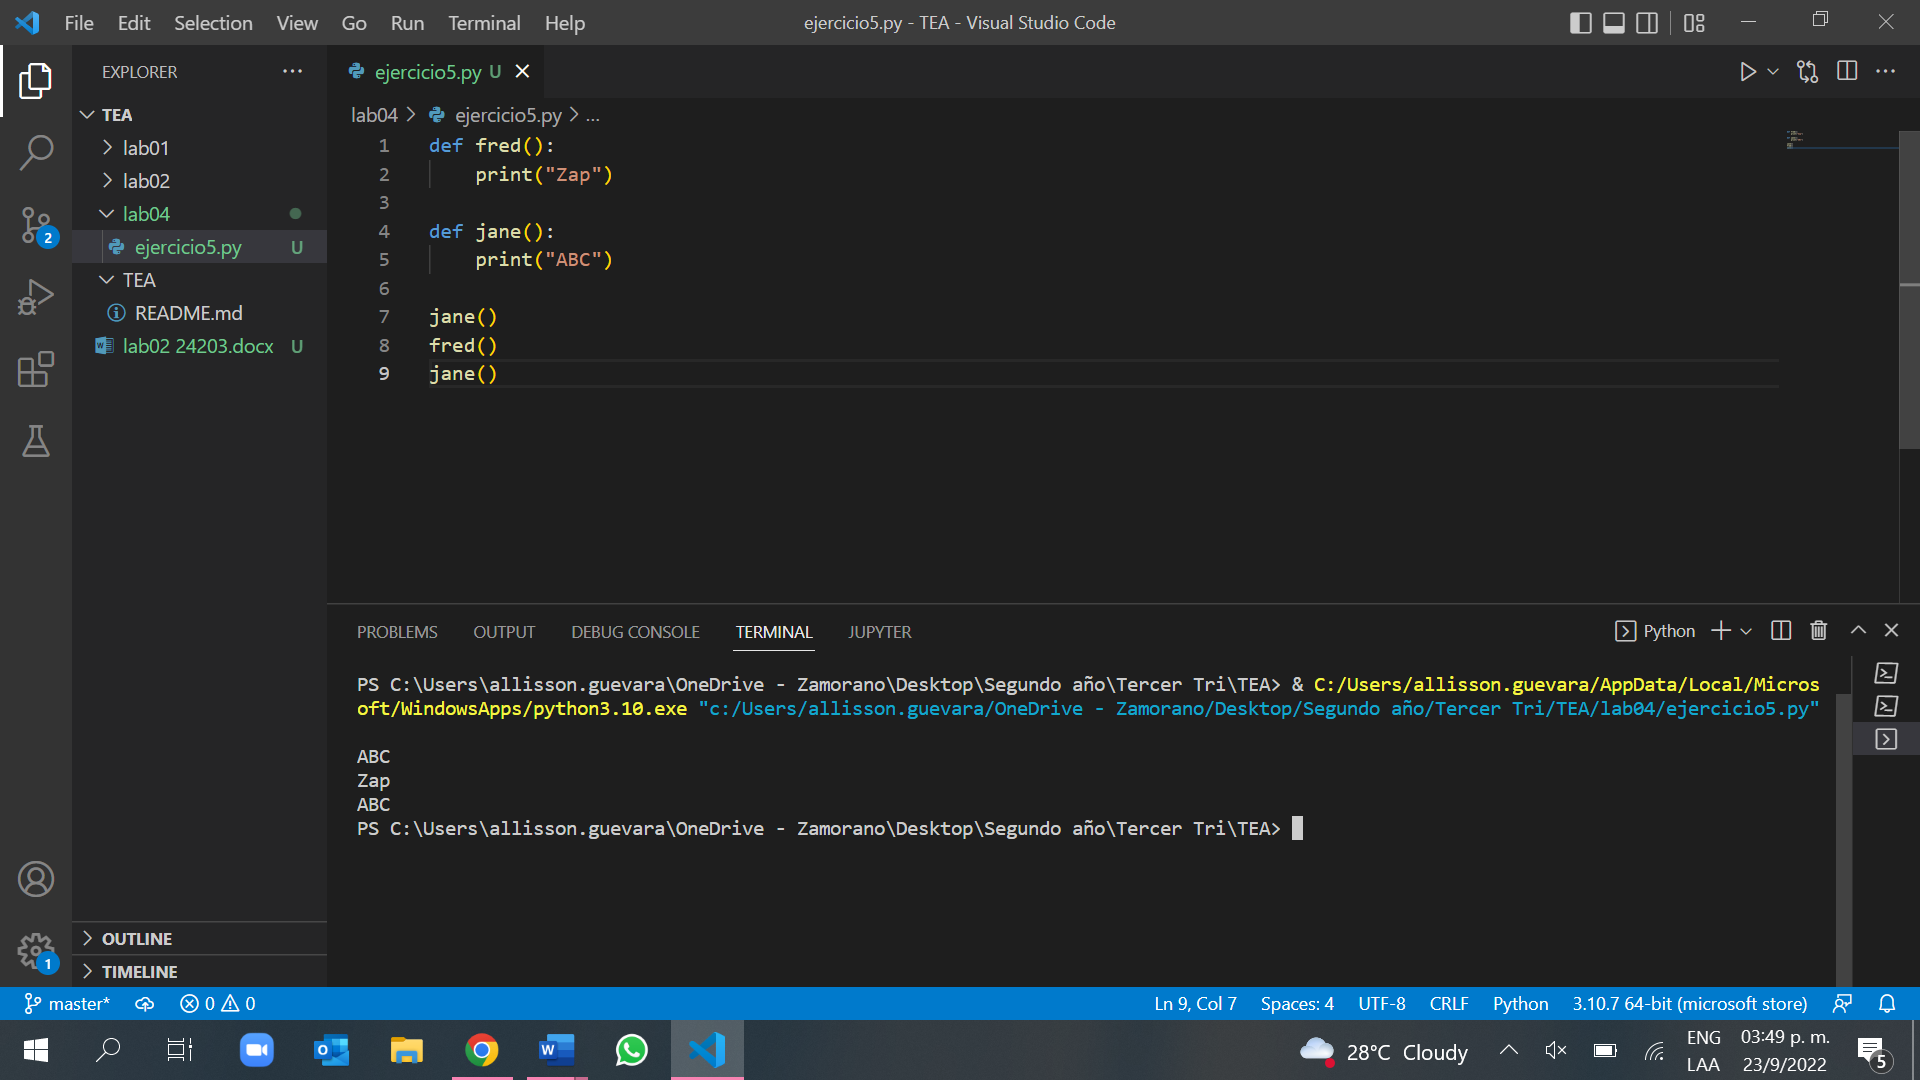 File Edit Selection View Go Run Terminal Help
ejercicio5.py - TEA - Visual Studio Code
EXPLORER
TEA
lab01
lab02
lab04
ejercicio5.py U
TEA
README.md
lab02 24203.docx U
OUTLINE
TIMELINE
2
1
ejercicio5.py U
lab04 > ejercicio5.py > ...
1 def fred():
2 print("Zap")
3
4 def jane():
5 print("ABC")
6
7 jane()
8 fred()
9 jane()
PROBLEMS OUTPUT DEBUG CONSOLE TERMINAL JUPYTER
Python
PS C:\Users\allisson.guevara\OneDrive - Zamorano\Desktop\Segundo año\Tercer Tri\TEA> & C:/Users/allisson.guevara/AppData/Local/Micros
oft/WindowsApps/python3.10.exe "c:/Users/allisson.guevara/OneDrive - Zamorano/Desktop/Segundo año/Tercer Tri/TEA/lab04/ejercicio5.py"
ABC
Zap
ABC
PS C:\Users\allisson.guevara\OneDrive - Zamorano\Desktop\Segundo año\Tercer Tri\TEA>
master* 0 0 Ln 9, Col 7 Spaces: 4 UTF-8 CRLF Python 3.10.7 64-bit (microsoft store)
28°C Cloudy
ENG
LAA
03:49 p. m.
23/9/2022
5